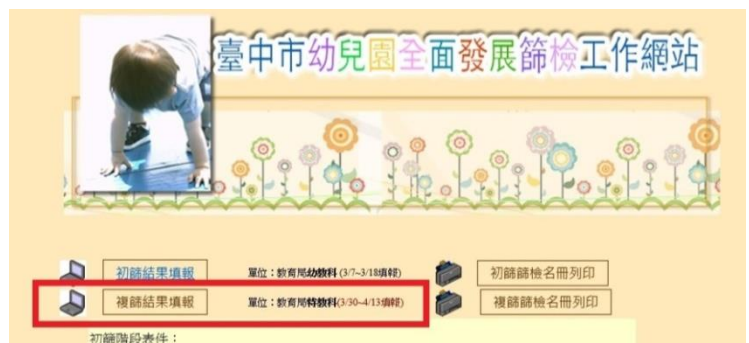 臺中市幼兒園全面發展篩檢工作網站
初篩結果填報 單位：教育局幼教科 (3/7~3/18填報) 初篩篩檢名冊列印
複篩結果填報 單位：教育局特教科(3/30~4/13填報) 複篩篩檢名冊列印
初篩階段表件：